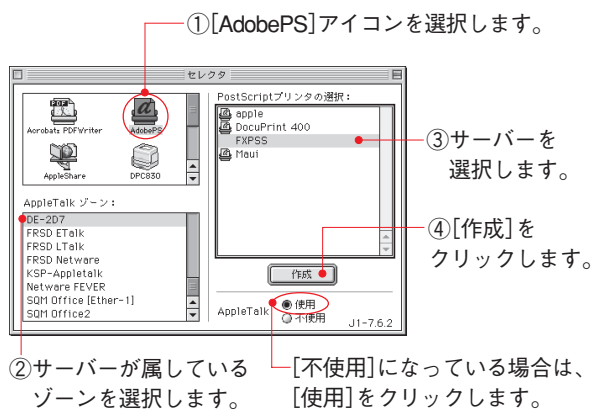 ①[AdobePS]アイコンを選択します。
セレクタ
PostScriptプリンタの選択：
Acrobat® PDFWriter
AdobePS
AppleShare
DPC830
apple
DocuPrint 400
FXPSS
Maui
③サーバーを
選択します。
AppleTalk ゾーン：
DE-2D7
FRSD ETalk
FRSD LTalk
FRSD Netware
KSP-Appletalk
Netware FEVER
SQM Office [Ether-1]
SQM Office2
④[作成]を
クリックします。
作成
AppleTalk
使用
不使用
J1-7.6.2
②サーバーが属している
ゾーンを選択します。
[不使用]になっている場合は、
[使用]をクリックします。